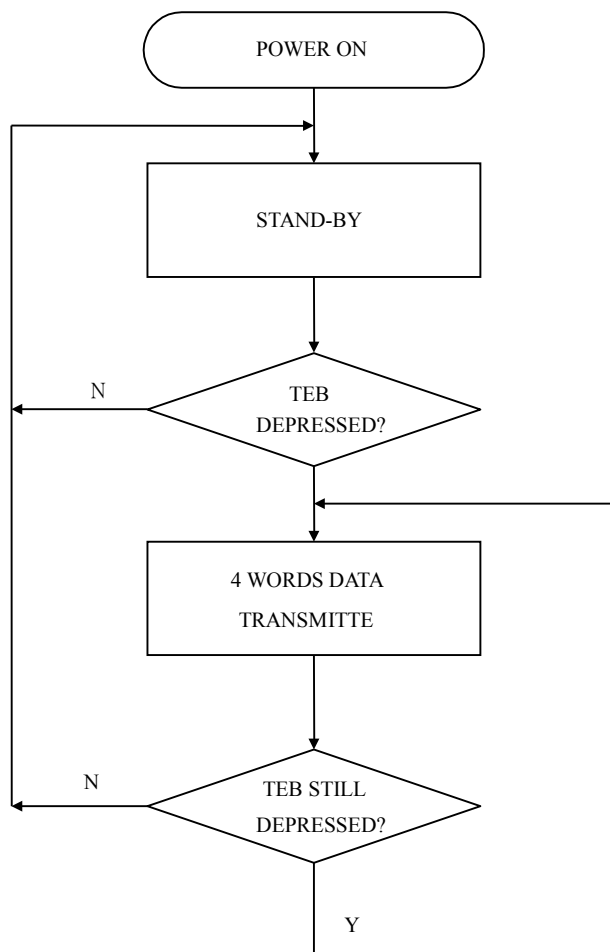 POWER ON
STAND-BY
N
TEB
DEPRESSED?
4 WORDS DATA
TRANSMITTE
N
TEB STILL
DEPRESSED?
Y